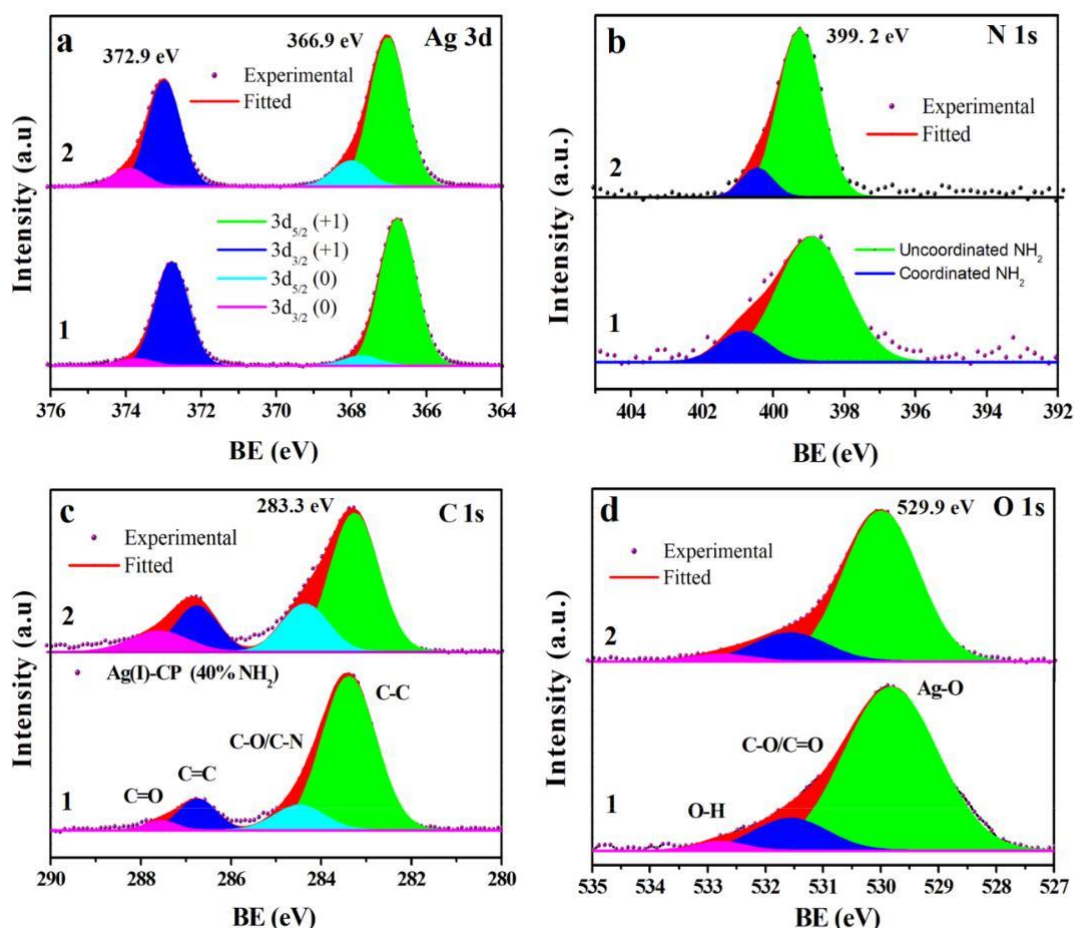 a
372.9 eV
366.9 eV
Ag 3d
Experimental
Fitted
2
3d5/2 (+1)
3d3/2 (+1)
3d5/2 (0)
3d3/2 (0)
1
Intensity (a.u)
376 374 372 370 368 366 364
BE (eV)
b
399. 2 eV
N 1s
Experimental
Fitted
2
Uncoordinated NH2
Coordinated NH2
1
Intensity (a.u.)
404 402 400 398 396 394 392
BE (eV)
c
283.3 eV
C 1s
Experimental
Fitted
2
Ag(I)-CP (40% NH2)
C-C
C-O/C-N
C=C
C=O
1
Intensity (a.u)
290 288 286 284 282 280
BE (eV)
d
529.9 eV
O 1s
Experimental
Fitted
2
Ag-O
C-O/C=O
O-H
1
Intensity (a.u.)
535 534 533 532 531 530 529 528 527
BE (eV)